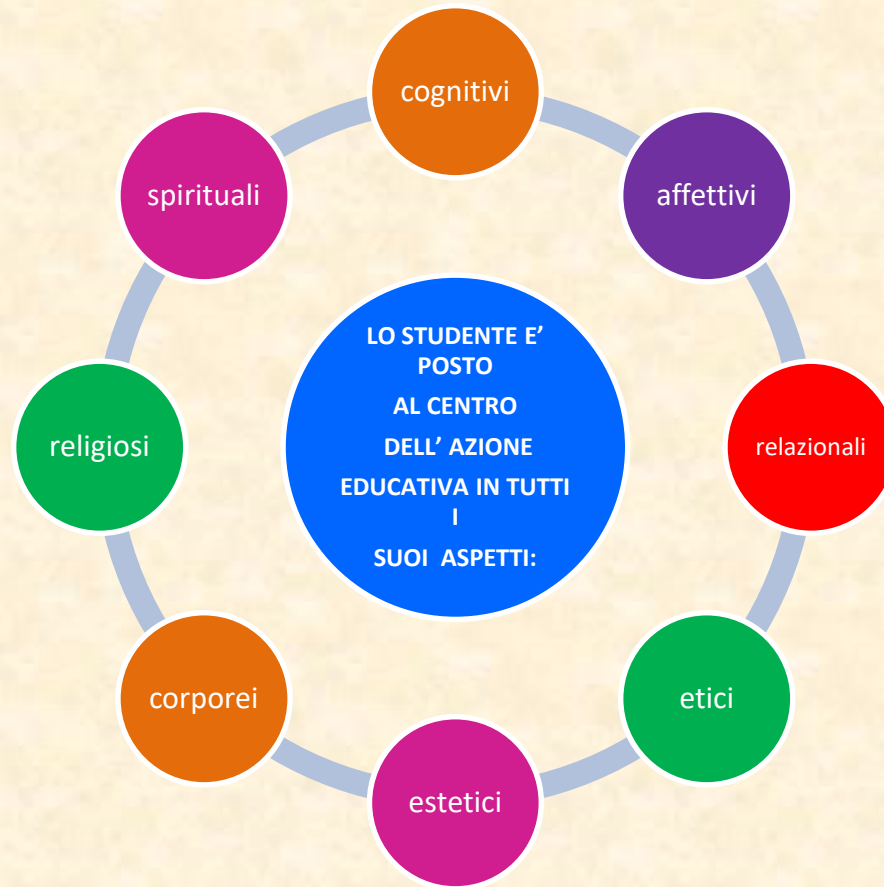 cognitivi
spirituali
affettivi
LO STUDENTE E’
POSTO
AL CENTRO
DELL’ AZIONE
EDUCATIVA IN TUTTI
I
SUOI  ASPETTI:
religiosi
relazionali
corporei
etici
estetici